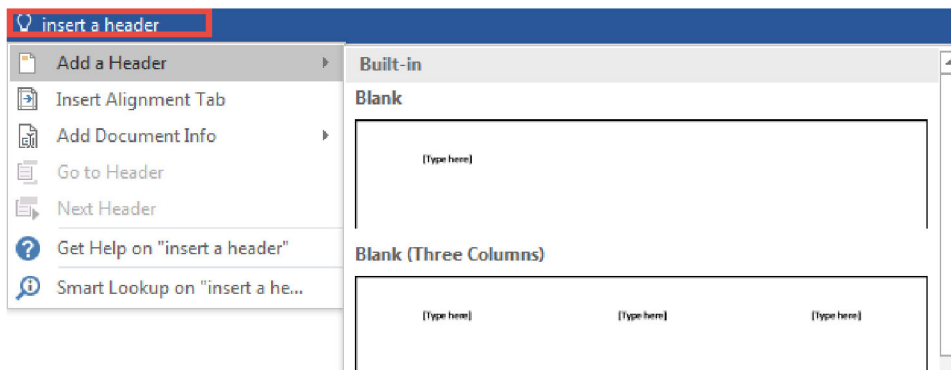 insert a header
Add a Header
Insert Alignment Tab
Add Document Info
Go to Header
Next Header
Get Help on "insert a header"
Smart Lookup on "insert a he...
Built-in
Blank
[Type here]
Blank (Three Columns)
[Type here] [Type here] [Type here]